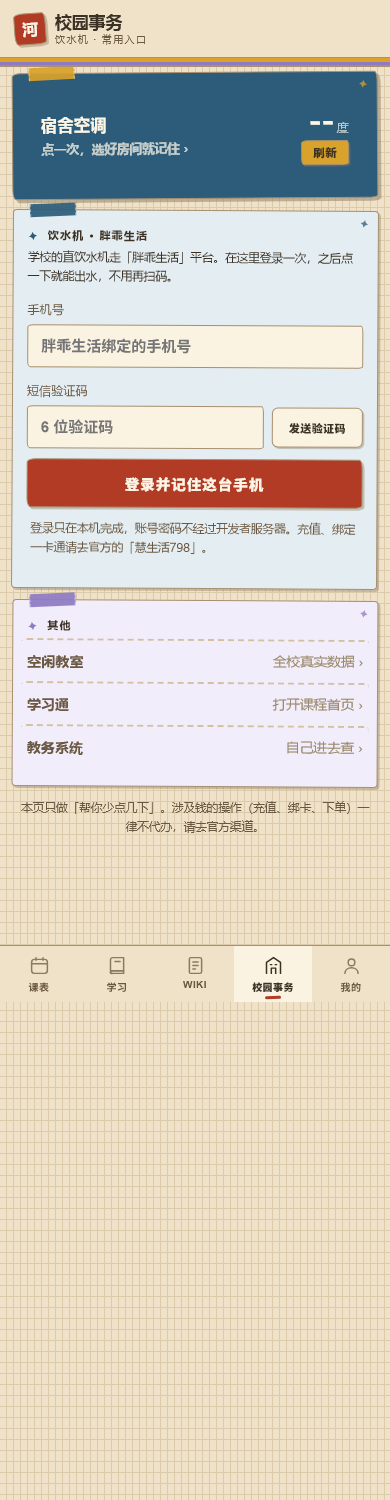 河
校园事务
饮水机 · 常用入口
宿舍空调
点一次，选好房间就记住 ›
-- 度
刷新
饮水机 • 胖乖生活
学校的直饮水机走「胖乖生活」平台。在这里登录一次，之后点
一下就能出水，不用再扫码。
手机号
胖乖生活绑定的手机号
短信验证码
6 位验证码
发送验证码
登录并记住这台手机
登录只在本机完成，账号密码不经过开发者服务器。充值、绑定
一卡通请去官方的「慧生活798」。
其他
空闲教室
全校真实数据 ›
学习通
打开课程首页 ›
教务系统
自己进去查 ›
本页只做「帮你少点几下」。涉及钱的操作（充值、绑卡、下单）一
律不代办，请去官方渠道。
课表
学习
WIKI
校园事务
我的